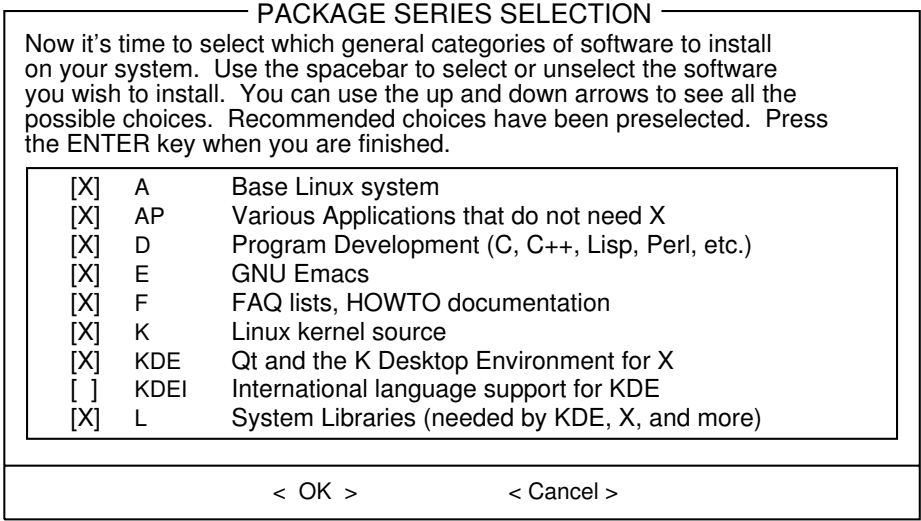 PACKAGE SERIES SELECTION
Now it's time to select which general categories of software to install
on your system.  Use the spacebar to select or unselect the software
you wish to install.  You can use the up and down arrows to see all the
possible choices.  Recommended choices have been preselected.  Press
the ENTER key when you are finished.
[X] A Base Linux system
[X] AP Various Applications that do not need X
[X] D Program Development (C, C++, Lisp, Perl, etc.)
[X] E GNU Emacs
[X] F FAQ lists, HOWTO documentation
[X] K Linux kernel source
[X] KDE Qt and the K Desktop Environment for X
[ ] KDEI International language support for KDE
[X] L System Libraries (needed by KDE, X, and more)
< OK > < Cancel >